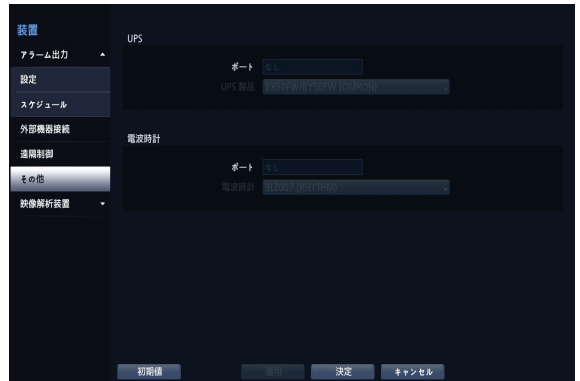 装置
アラーム出力
設定
スケジュール
外部機器接続
遠隔制御
その他
映像解析装置
UPS
ポート なし
UPS 製品 BX50FW/BY50FW (OMRON)
電波時計
ポート なし
電波時計 9LZ007 (RHYTHM)
初期値 適用 決定 キャンセル